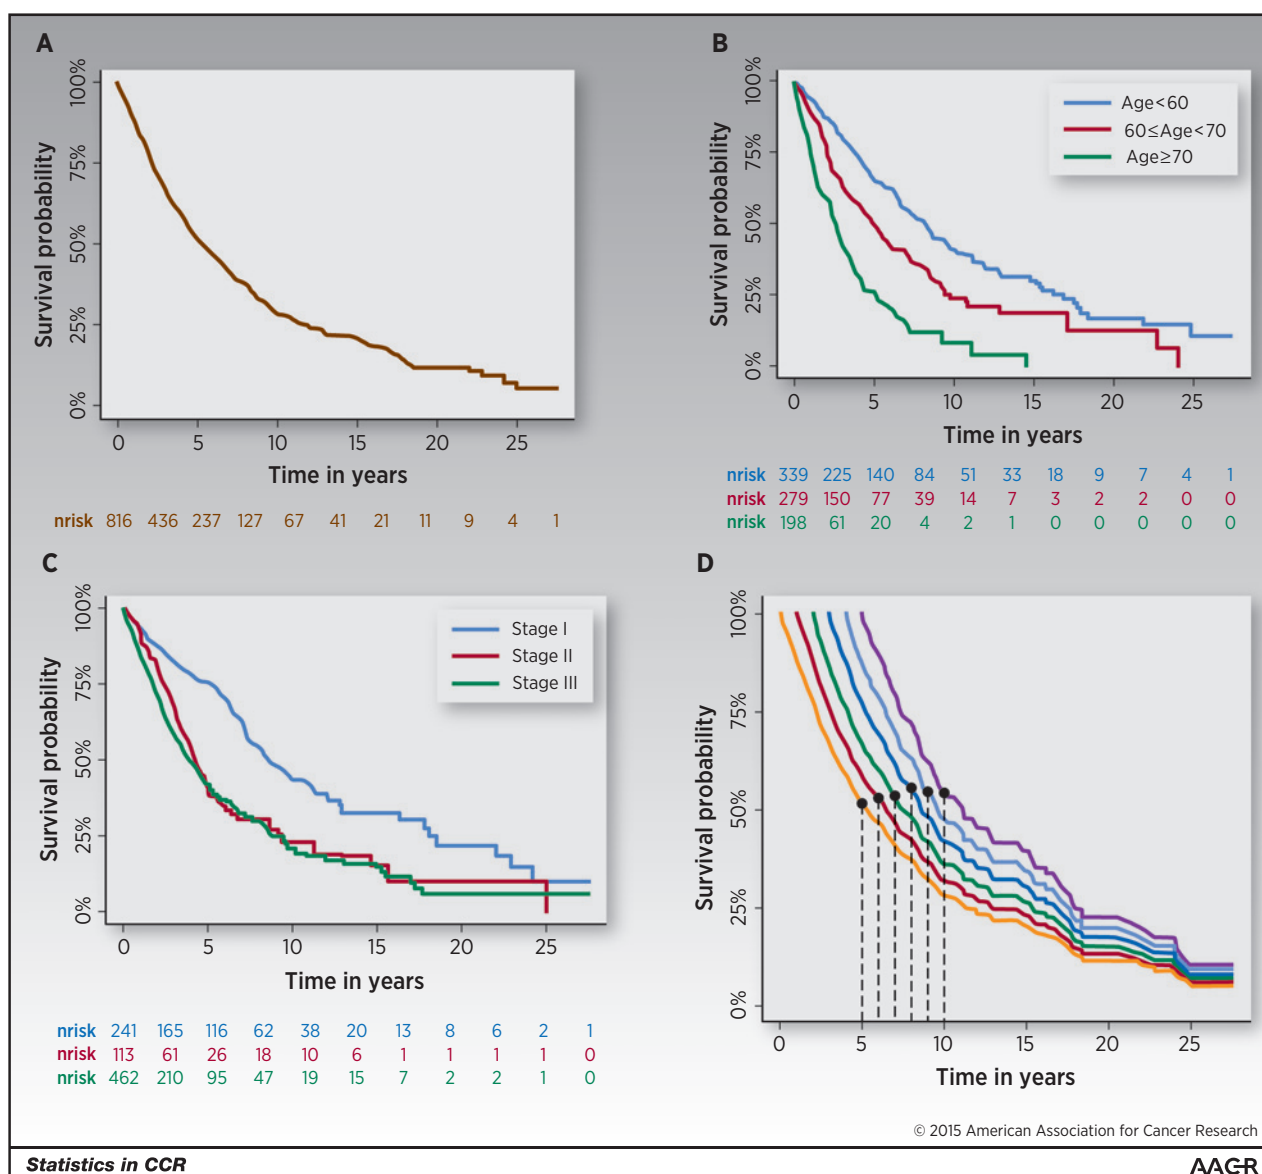 A
Survival probability
100%
75%
50%
25%
0%
0 5 10 15 20 25
Time in years
nrisk 816 436 237 127 67 41 21 11 9 4 1
B
Survival probability
100%
75%
50%
25%
0%
Age<60
60≤Age<70
Age≥70
0 5 10 15 20 25
Time in years
nrisk 339 225 140 84 51 33 18 9 7 4 1
nrisk 279 150 77 39 14 7 3 2 2 0 0
nrisk 198 61 20 4 2 1 0 0 0 0 0
C
Survival probability
100%
75%
50%
25%
0%
Stage I
Stage II
Stage III
0 5 10 15 20 25
Time in years
nrisk 241 165 116 62 38 20 13 8 6 2 1
nrisk 113 61 26 18 10 6 1 1 1 1 0
nrisk 462 210 95 47 19 15 7 2 2 1 0
D
Survival probability
100%
75%
50%
25%
0%
0 5 10 15 20 25
Time in years
© 2015 American Association for Cancer Research
Statistics in CCR
AACR